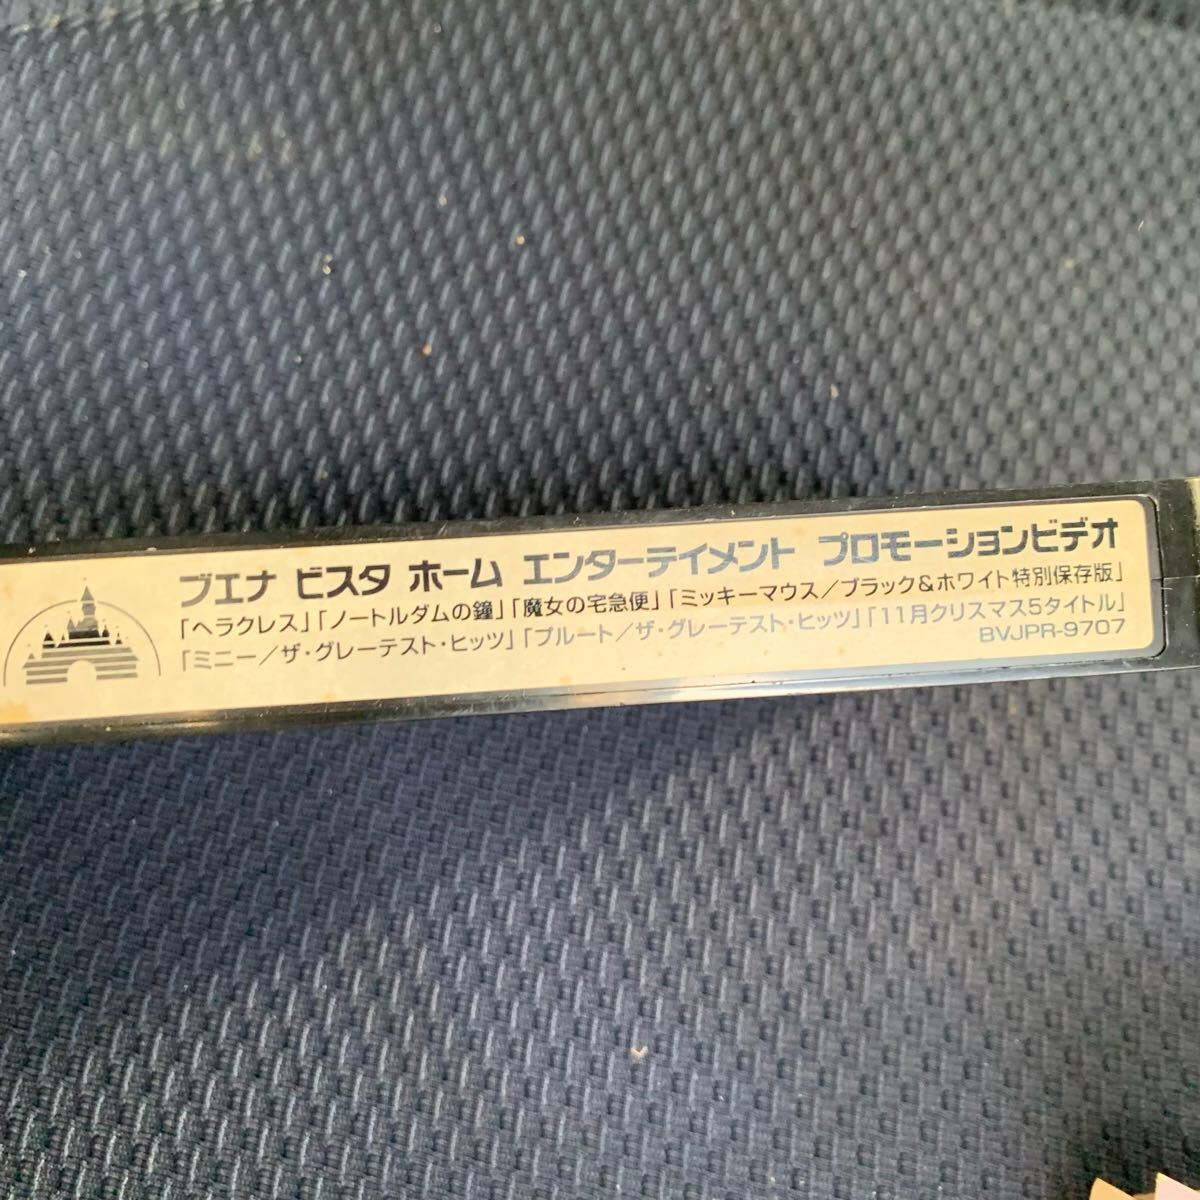 ブエナ ビスタ ホーム エンターテイメント プロモーションビデオ
「ヘラクレス」「ノートルダムの鐘」「魔女の宅急便」「ミッキーマウス/ブラック&ホワイト特別保存版」
「ミニー/ザ・グレーテスト・ヒッツ」「プルート/ザ・グレーテスト・ヒッツ」「11月クリスマス5タイトル」
BVJPR-9707